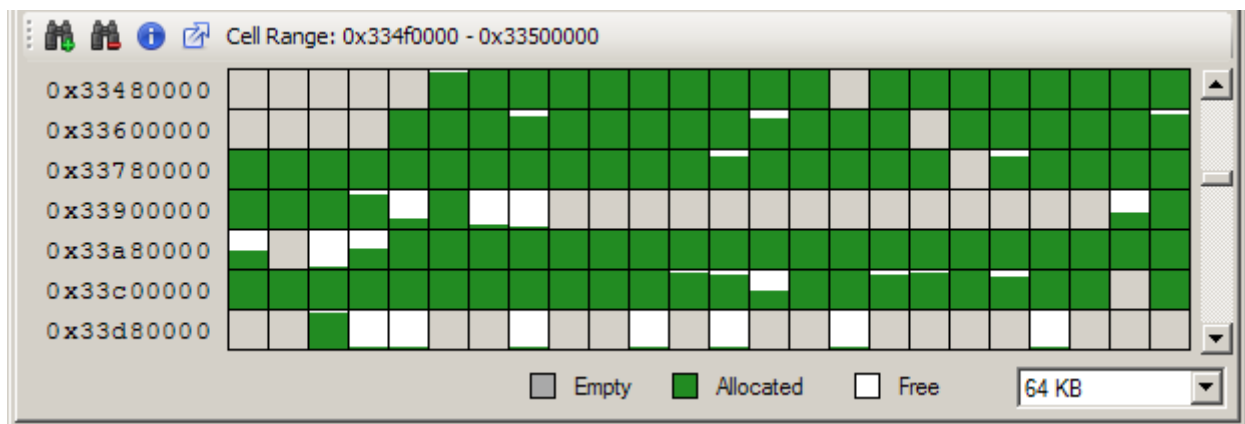 Cell Range: 0x334f0000 - 0x33500000
0x33480000
0x33600000
0x33780000
0x33900000
0x33a80000
0x33c00000
0x33d80000
Empty Allocated Free 64 KB